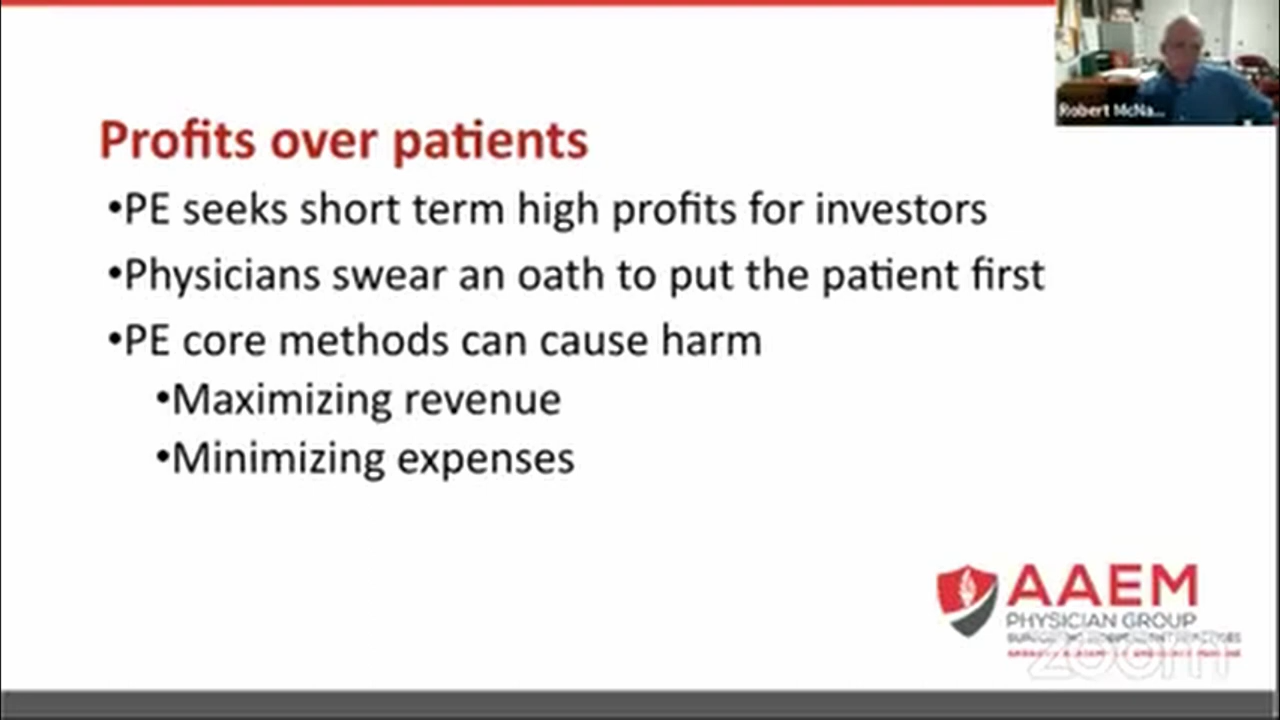 Robert McNa...
Profits over patients
•PE seeks short term high profits for investors
•Physicians swear an oath to put the patient first
•PE core methods can cause harm
•Maximizing revenue
•Minimizing expenses
AAEM
PHYSICIAN GROUP
zoom